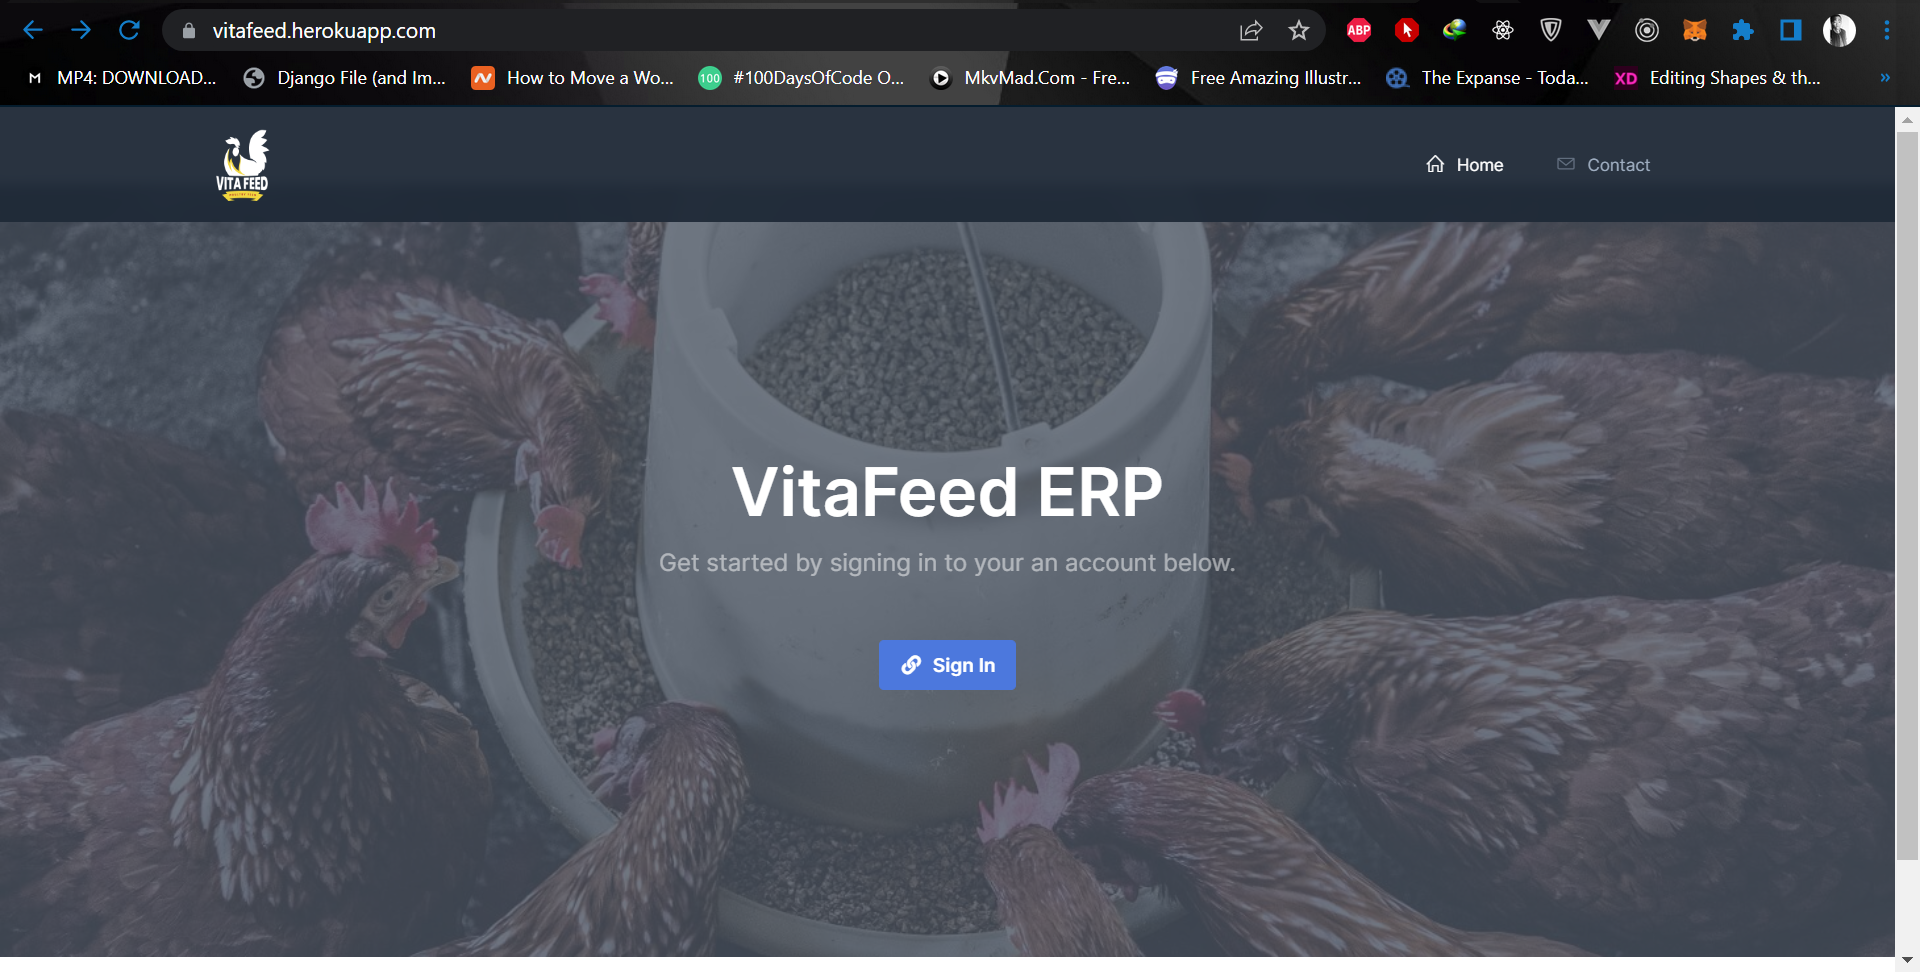 vitafeed.herokuapp.com
ABP
M MP4: DOWNLOAD... Django File (and Im... How to Move a Wo... 100 #100DaysOfCode O... MkvMad.Com - Fre... Free Amazing Illustr... The Expanse - Toda... XD Editing Shapes & th... »
VITA FEED
Home Contact
VitaFeed ERP
Get started by signing in to your an account below.
Sign In